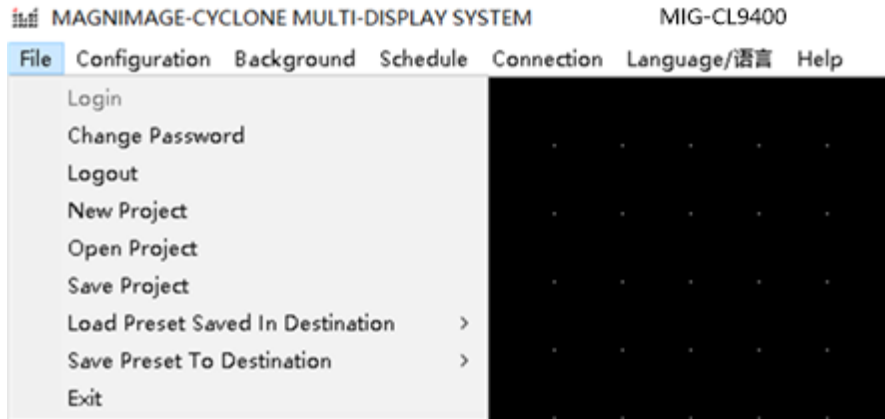 MAGNIMAGE-CYCLONE MULTI-DISPLAY SYSTEM MIG-CL9400
File Configuration Background Schedule Connection Language/语言 Help
Login
Change Password
Logout
New Project
Open Project
Save Project
Load Preset Saved In Destination >
Save Preset To Destination >
Exit